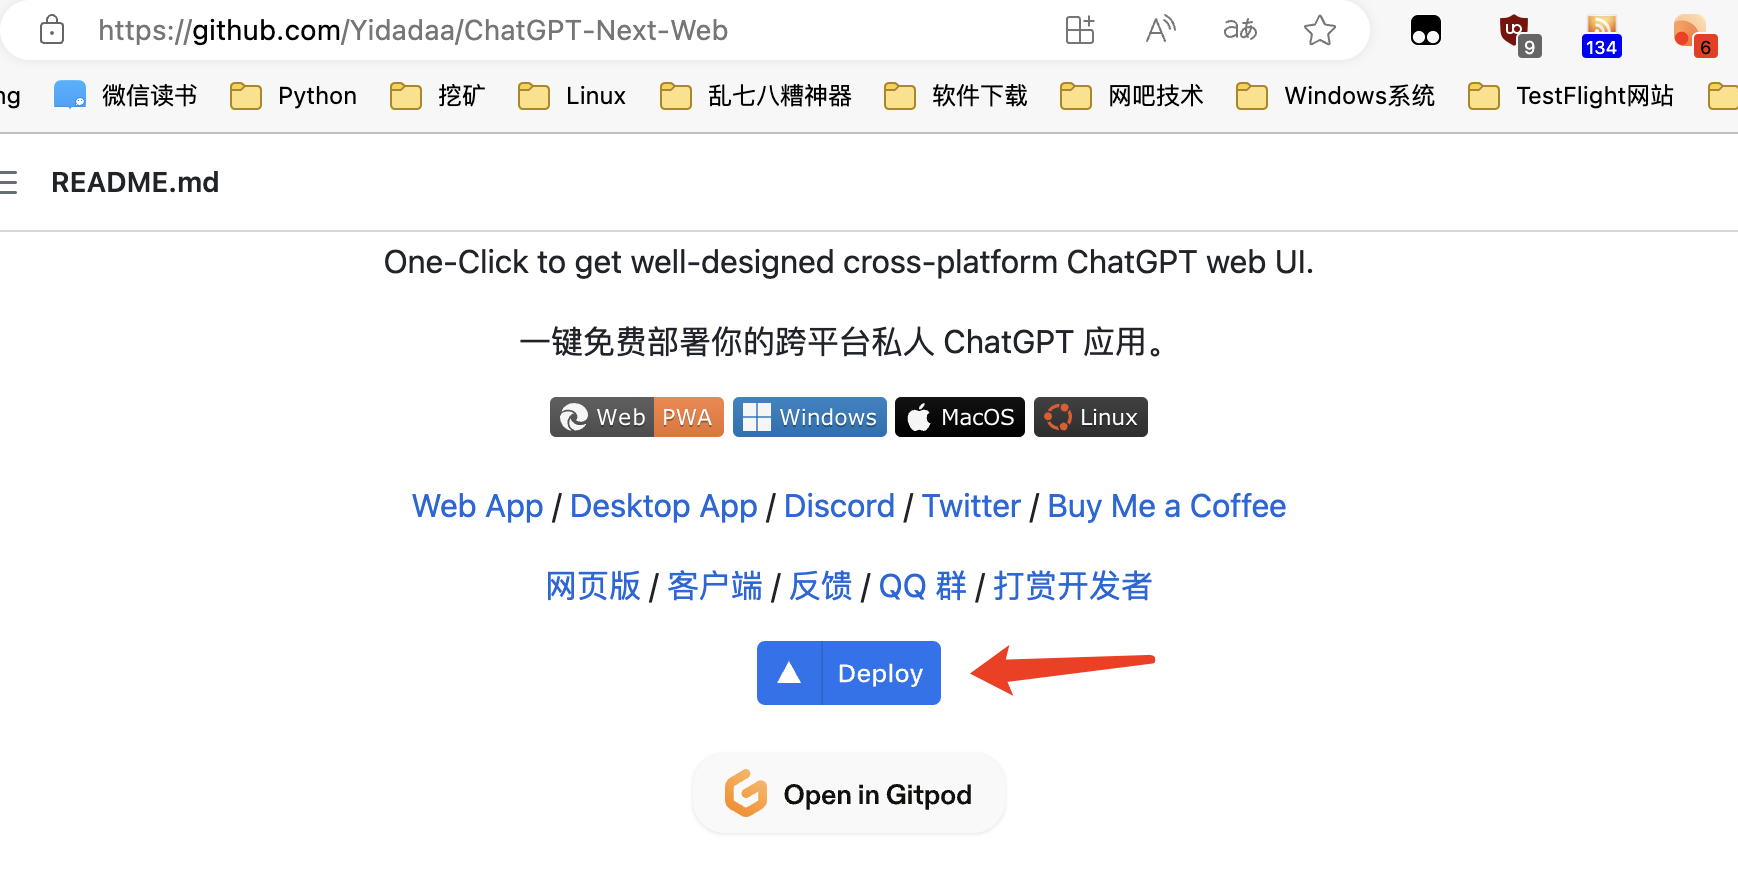 https://github.com/Yidadaa/ChatGPT-Next-Web aあ 9 134 6
ng 微信读书 Python 挖矿 Linux 乱七八糟神器 软件下载 网吧技术 Windows系统 TestFlight网站
README.md
One-Click to get well-designed cross-platform ChatGPT web UI.
一键免费部署你的跨平台私人 ChatGPT 应用。
Web PWA Windows MacOS Linux
Web App / Desktop App / Discord / Twitter / Buy Me a Coffee
网页版 / 客户端 / 反馈 / QQ 群 / 打赏开发者
Deploy
Open in Gitpod